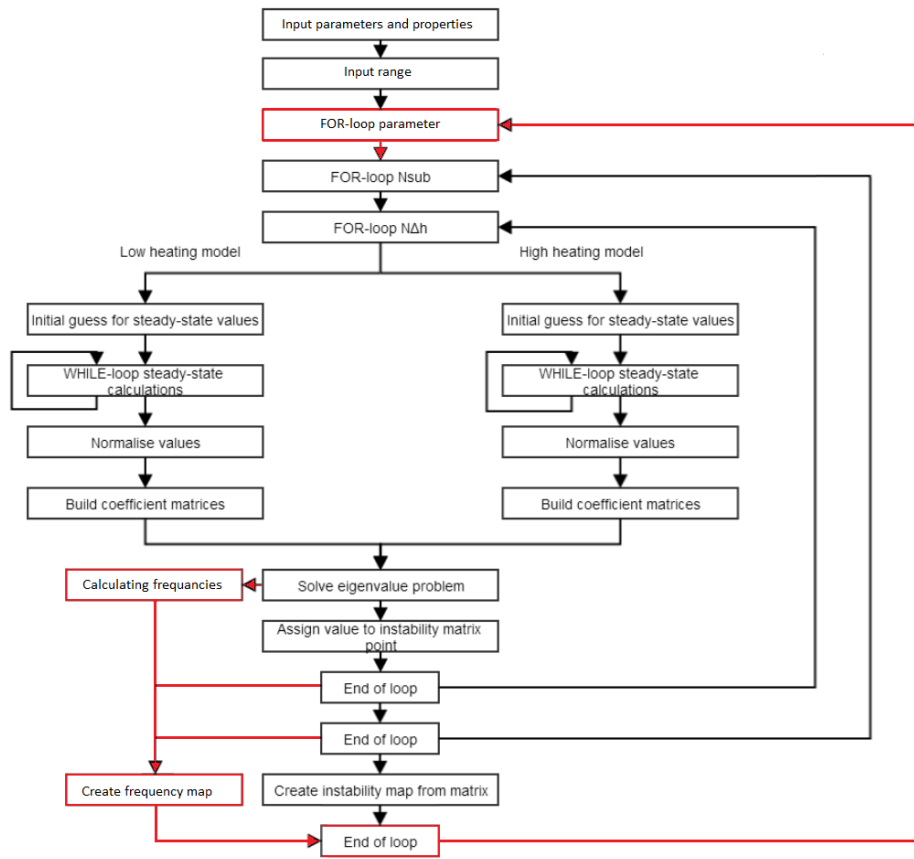 Input parameters and properties
Input range
FOR-loop parameter
FOR-loop Nsub
FOR-loop NΔh
Low heating model
High heating model
Initial guess for steady-state values
Initial guess for steady-state values
WHILE-loop steady-state
calculations
WHILE-loop steady-state
calculations
Normalise values
Normalise values
Build coefficient matrices
Build coefficient matrices
Calculating frequancies
Solve eigenvalue problem
Assign value to instability matrix
point
End of loop
End of loop
Create frequency map
Create instability map from matrix
End of loop